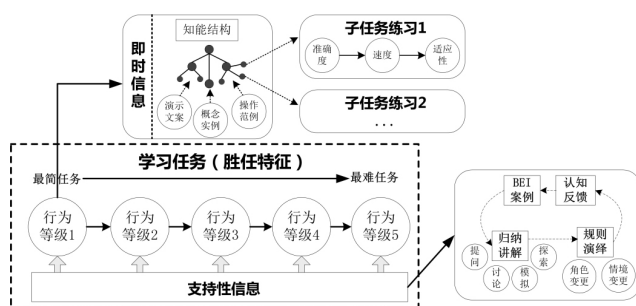 即时信息
知能结构
演示
文案
概念
实例
操作
范例
子任务练习1
准确
度
速度
适应
性
子任务练习2
...
学习任务（胜任特征）
最简任务
最难任务
行为
等级1
行为
等级2
行为
等级3
行为
等级4
行为
等级5
支持性信息
BEI
案例
认知
反馈
归纳
讲解
规则
演绎
提问
讨论
模拟
探索
角色
变更
情境
变更